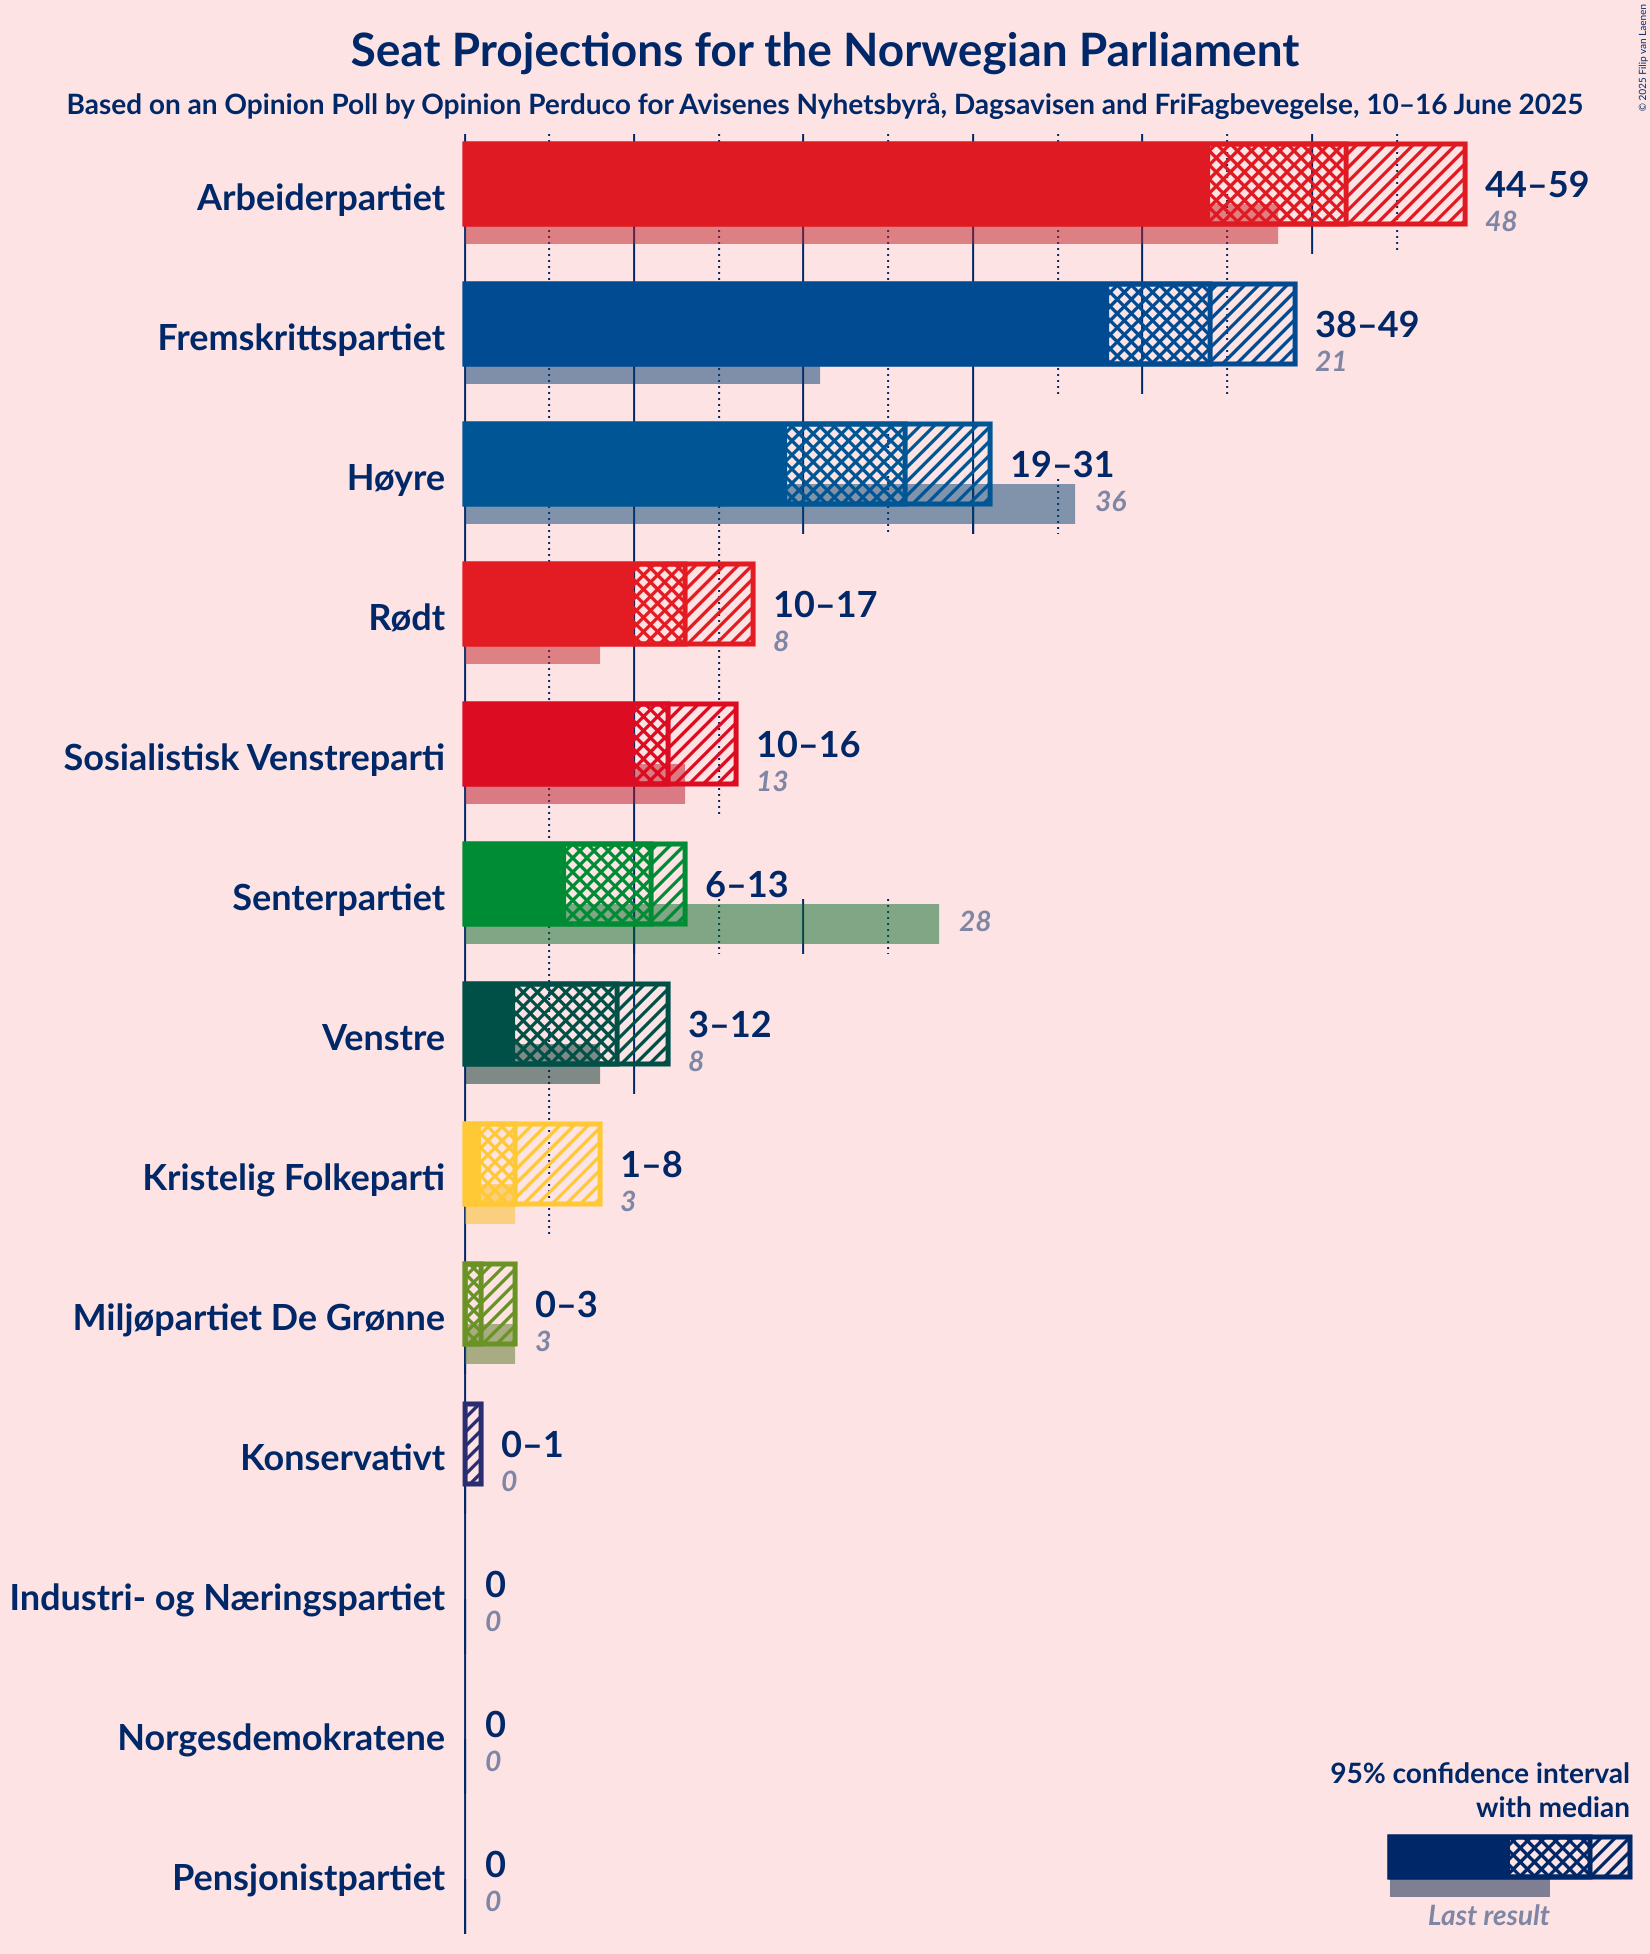 Seat Projections for the Norwegian Parliament
Based on an Opinion Poll by Opinion Perduco for Avisenes Nyhetsbyrå, Dagsavisen and FriFagbevegelse, 10–16 June 2025
© 2025 Filip van Laenen
Arbeiderpartiet
44–59
48
Fremskrittspartiet
38–49
21
Høyre
19–31
36
Rødt
10–17
8
Sosialistisk Venstreparti
10–16
13
Senterpartiet
6–13
28
Venstre
3–12
8
Kristelig Folkeparti
1–8
3
Miljøpartiet De Grønne
0–3
3
Konservativt
0–1
0
Industri- og Næringspartiet
0
0
Norgesdemokratene
0
0
Pensjonistpartiet
0
0
95% confidence interval
with median
Last result